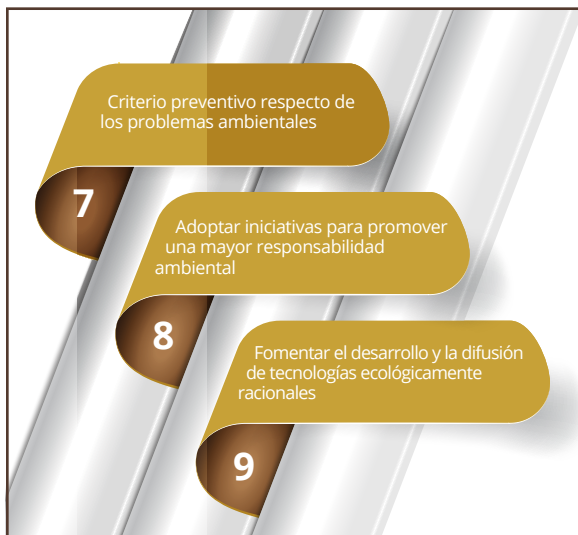 Criterio preventivo respecto de
los problemas ambientales
7
Adoptar iniciativas para promover
una mayor responsabilidad
ambiental
8
Fomentar el desarrollo y la difusión
de tecnologías ecológicamente
racionales
9